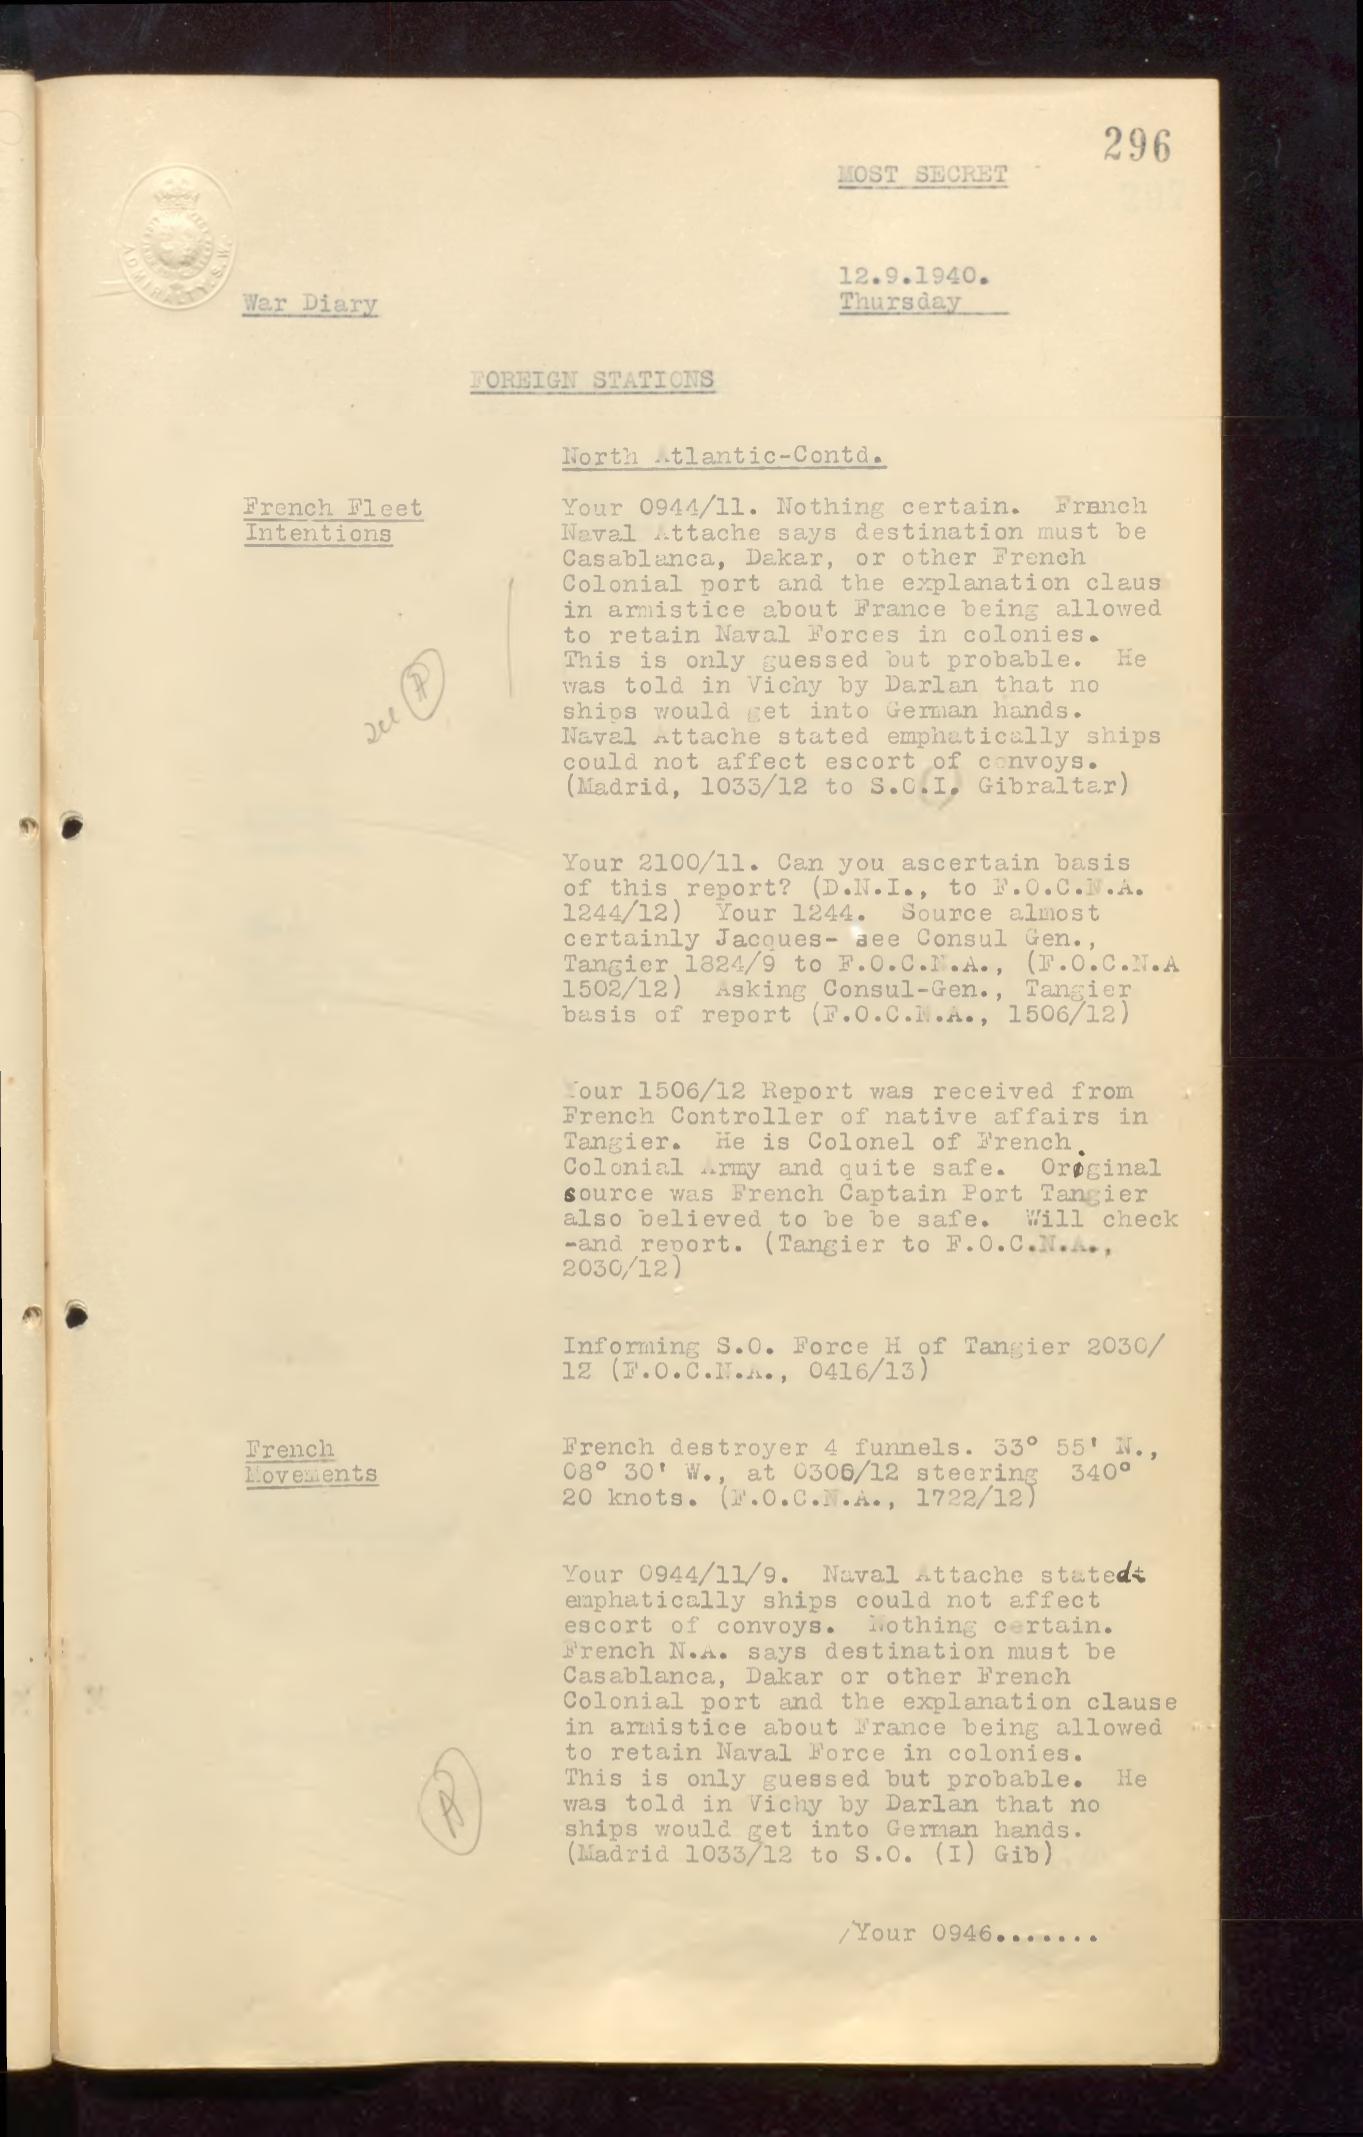 296
MOST SECRET
ADMIRALTY. S.W.
12.9.1940.
War Diary
Thursday
FOREIGN STATIONS
North Atlantic-Contd.
French Fleet
Intentions
Your 0944/11. Nothing certain. French
Naval Attache says destination must be
Casablanca, Dakar, or other French
Colonial port and the explanation claus
in armistice about France being allowed
to retain Naval Forces in colonies.
This is only guessed but probable. He
was told in Vichy by Darlan that no
ships would get into German hands.
Naval Attache stated emphatically ships
could not affect escort of convoys.
(Madrid, 1033/12 to S.O.I. Gibraltar)
see A
Your 2100/11. Can you ascertain basis
of this report? (D.N.I., to F.O.C.N.A.
1244/12) Your 1244. Source almost
certainly Jacques- see Consul Gen.,
Tangier 1824/9 to F.O.C.N.A., (F.O.C.N.A
1502/12) Asking Consul-Gen., Tangier
basis of report (F.O.C.N.A., 1506/12)
Your 1506/12 Report was received from
French Controller of native affairs in
Tangier. He is Colonel of French
Colonial Army and quite safe. Original
source was French Captain Port Tangier
also believed to be be safe. Will check
-and report. (Tangier to F.O.C.N.A.,
2030/12)
Informing S.O. Force H of Tangier 2030/
12 (F.O.C.N.A., 0416/13)
French
Movements
French destroyer 4 funnels. 33° 55' N.,
08° 30' W., at 0306/12 steering 340°
20 knots. (F.O.C.N.A., 1722/12)
Your 0944/11/9. Naval Attache stated
emphatically ships could not affect
escort of convoys. Nothing certain.
French N.A. says destination must be
Casablanca, Dakar or other French
Colonial port and the explanation clause
in armistice about France being allowed
to retain Naval Force in colonies.
This is only guessed but probable. He
was told in Vichy by Darlan that no
ships would get into German hands.
(Madrid 1033/12 to S.O. (I) Gib)
A
/Your 0946.......